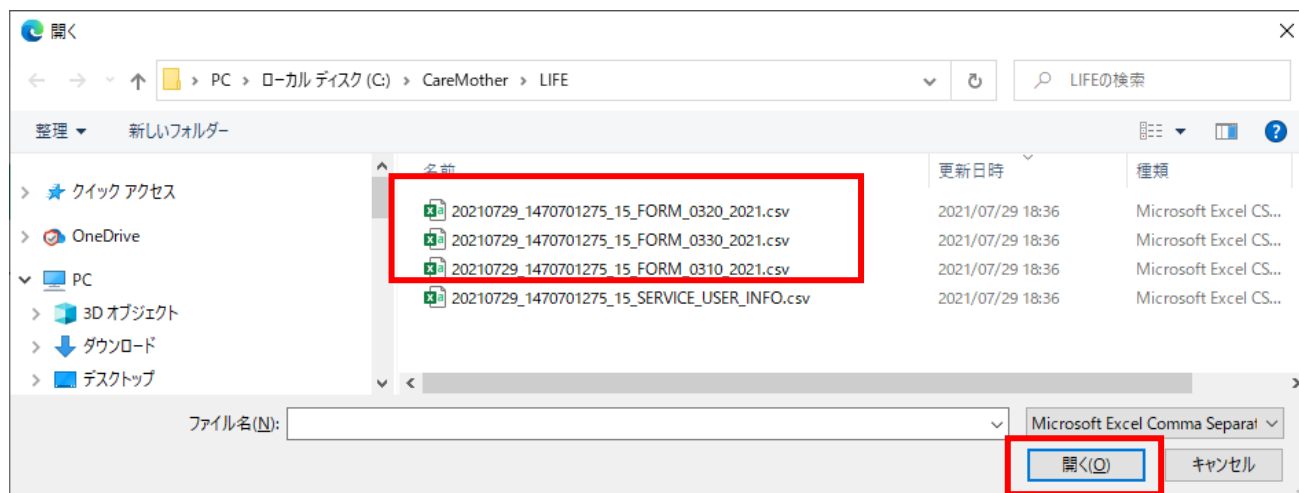 開く
PC > ローカル ディスク (C:) > CareMother > LIFE
LIFEの検索
整理 新しいフォルダー
名前 更新日時 種類
クイック アクセス
OneDrive
PC
3D オブジェクト
ダウンロード
デスクトップ
20210729_1470701275_15_FORM_0320_2021.csv 2021/07/29 18:36 Microsoft Excel CS...
20210729_1470701275_15_FORM_0330_2021.csv 2021/07/29 18:36 Microsoft Excel CS...
20210729_1470701275_15_FORM_0310_2021.csv 2021/07/29 18:36 Microsoft Excel CS...
20210729_1470701275_15_SERVICE_USER_INFO.csv 2021/07/29 18:36 Microsoft Excel CS...
ファイル名(N):
Microsoft Excel Comma Separat
開く(O) キャンセル